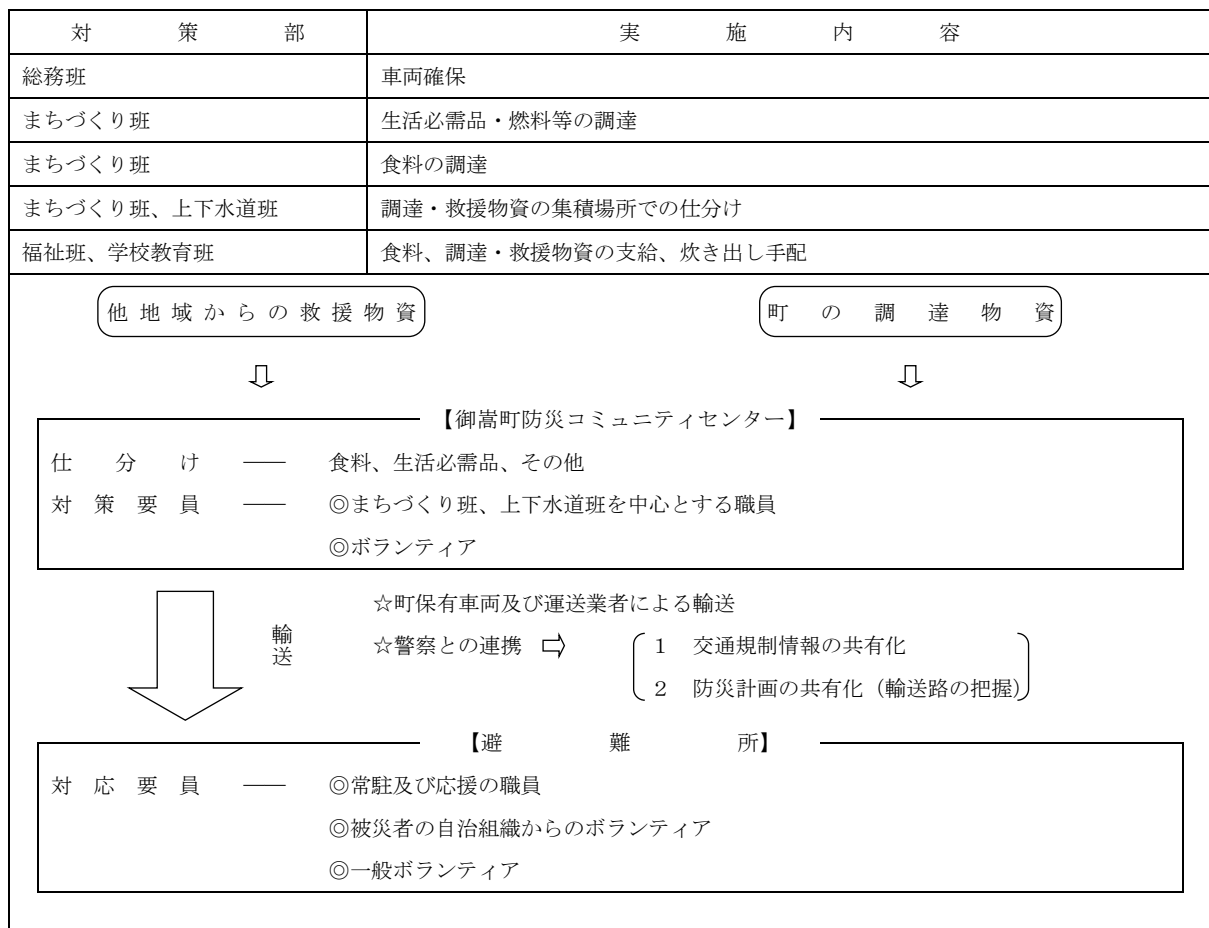 対策部 実施内容
総務班 車両確保
まちづくり班 生活必需品・燃料等の調達
まちづくり班 食料の調達
まちづくり班、上下水道班 調達・救援物資の集積場所での仕分け
福祉班、学校教育班 食料、調達・救援物資の支給、炊き出し手配
他地域からの救援物資 町の調達物資
【御嵩町防災コミュニティセンター】
仕分け ―― 食料、生活必需品、その他
対策要員 ―― ◎まちづくり班、上下水道班を中心とする職員
◎ボランティア
輸送
☆町保有車両及び運送業者による輸送
☆警察との連携 ⇨ 1 交通規制情報の共有化
2 防災計画の共有化（輸送路の把握）
【避難所】
対応要員 ―― ◎常駐及び応援の職員
◎被災者の自治組織からのボランティア
◎一般ボランティア